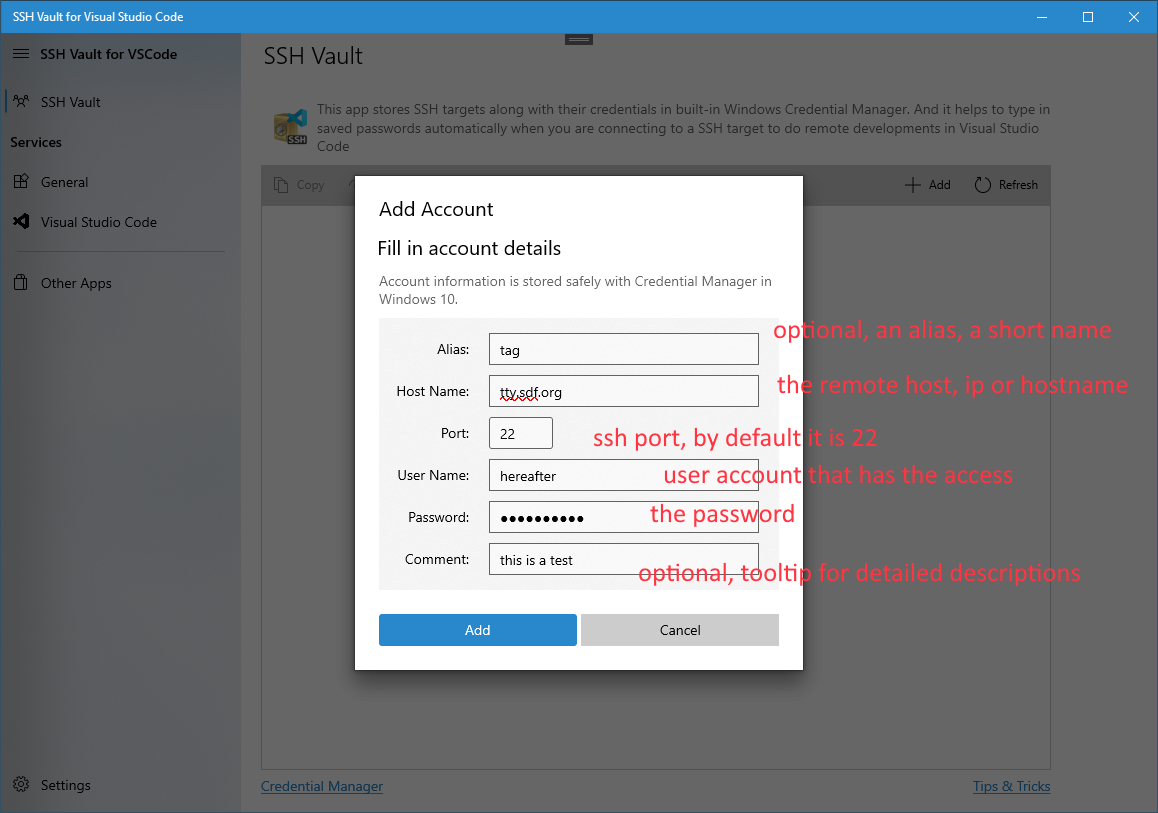 SSH Vault for Visual Studio Code
SSH Vault for VSCode
SSH Vault
Services
General
Visual Studio Code
Other Apps
Settings
SSH Vault
This app stores SSH targets along with their credentials in built-in Windows Credential Manager. And it helps to type in
saved passwords automatically when you are connecting to a SSH target to do remote developments in Visual Studio
Code
SSH
Copy
Add
Refresh
Add Account
Fill in account details
Account information is stored safely with Credential Manager in
Windows 10.
Alias: tag
optional, an alias, a short name
Host Name: tty.sdf.org
the remote host, ip or hostname
Port: 22
ssh port, by default it is 22
User Name: hereafter
user account that has the access
Password: ●●●●●●●●●●
the password
Comment: this is a test
optional, tooltip for detailed descriptions
Add
Cancel
Credential Manager
Tips & Tricks